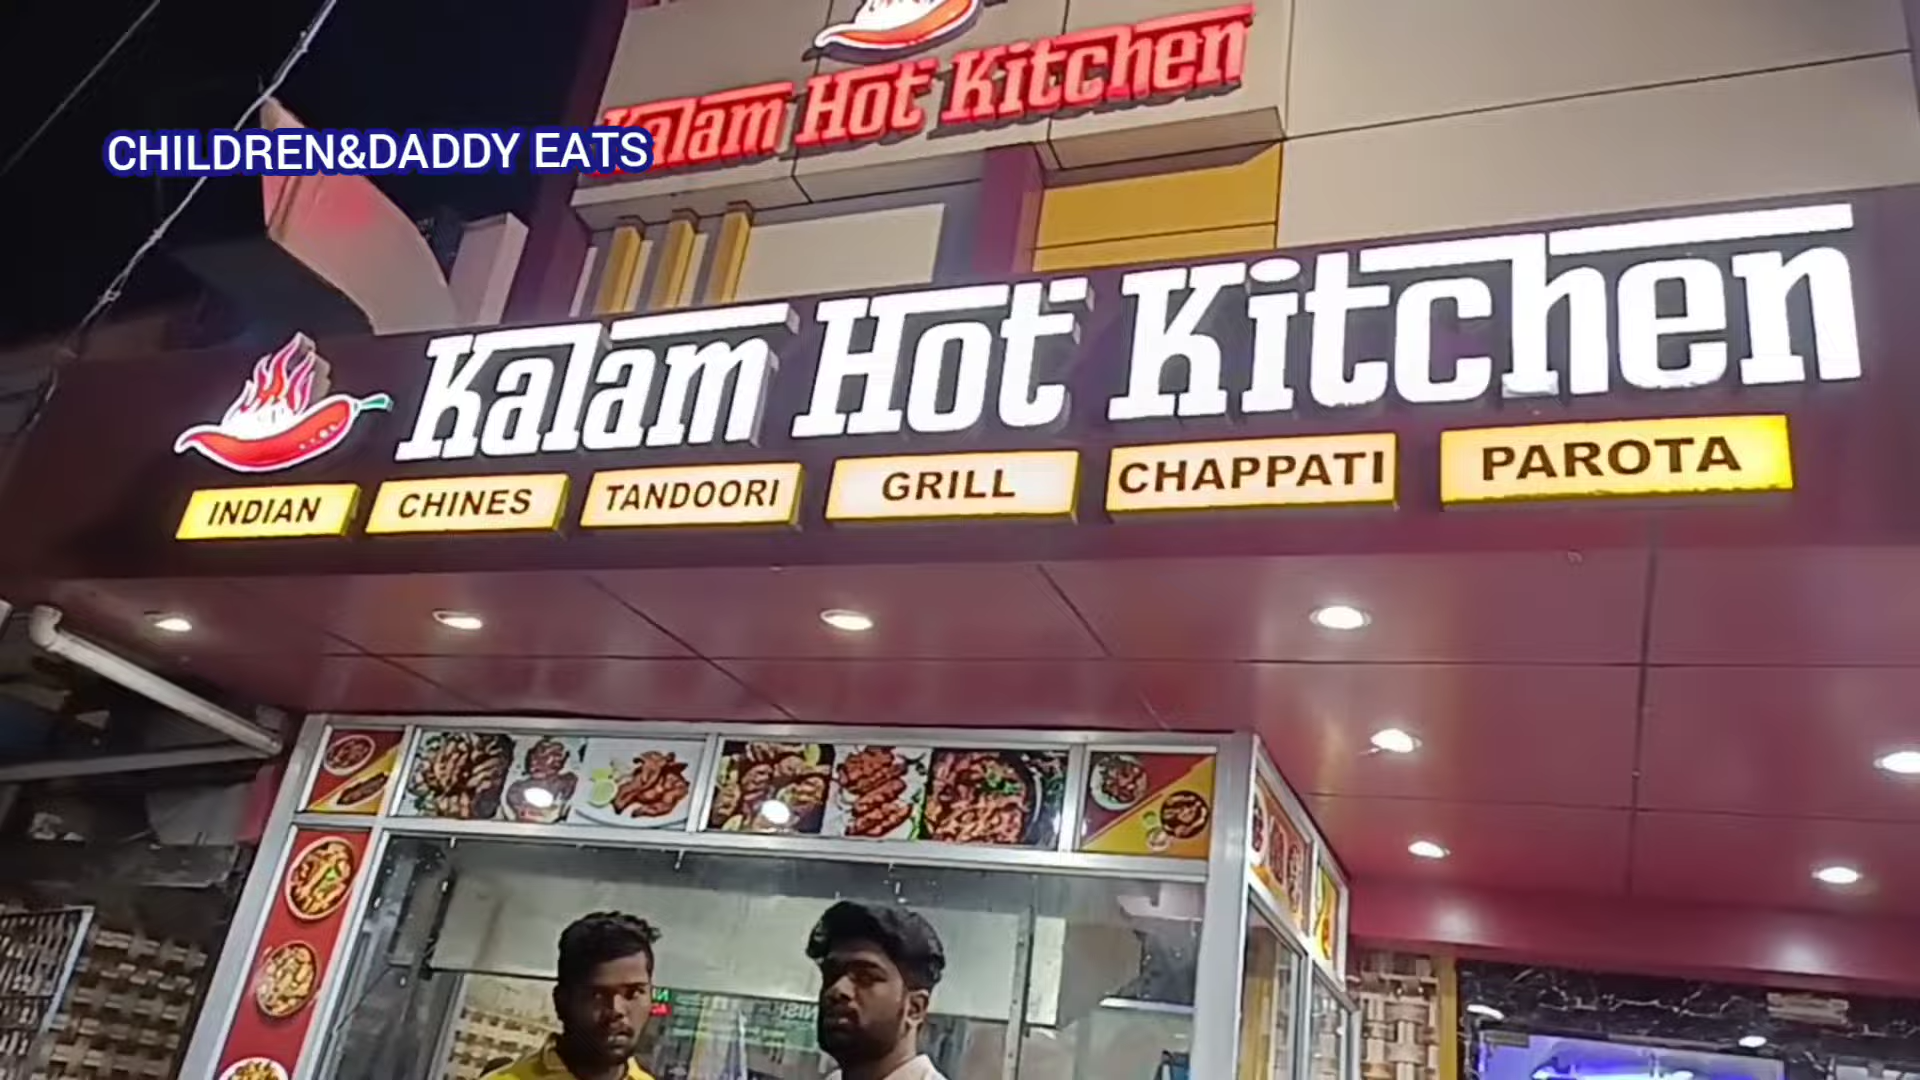 Kalam Hot Kitchen
CHILDREN&DADDY EATS
Kalam Hot Kitchen
INDIAN CHINES TANDOORI GRILL CHAPPATI PAROTA